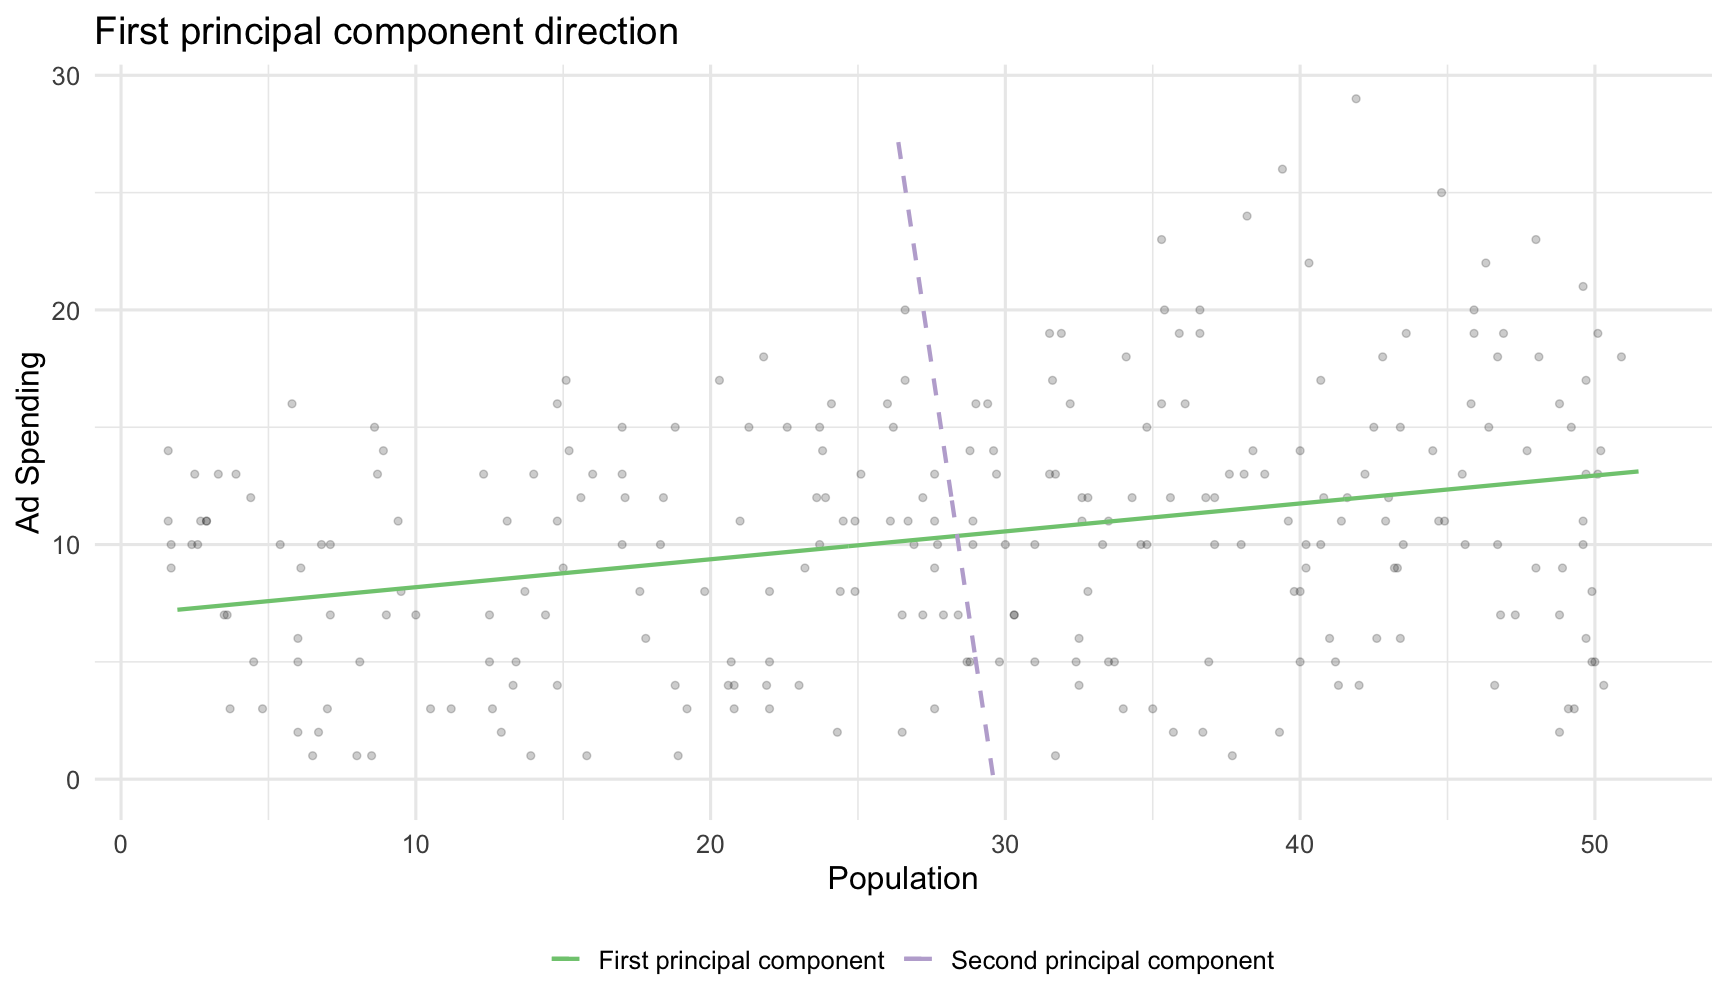 First principal component direction
30
20
10
0
Ad Spending
0 10 20 30 40 50
Population
First principal component Second principal component